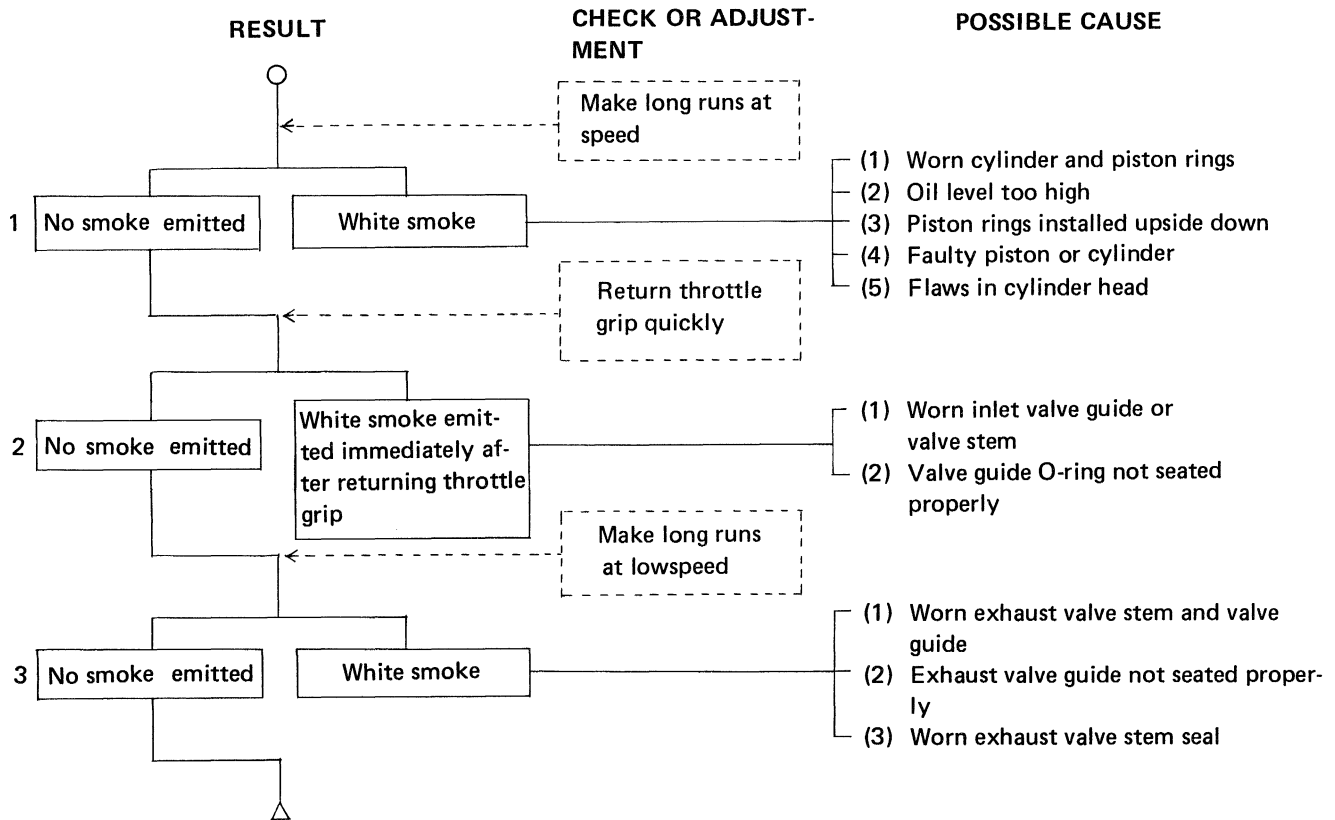 RESULT
CHECK OR ADJUST-
MENT
POSSIBLE CAUSE
Make long runs at
speed
1
No smoke emitted
White smoke
(1) Worn cylinder and piston rings
(2) Oil level too high
(3) Piston rings installed upside down
(4) Faulty piston or cylinder
(5) Flaws in cylinder head
Return throttle
grip quickly
2
No smoke emitted
White smoke emit-
ted immediately af-
ter returning throttle
grip
(1) Worn inlet valve guide or
valve stem
(2) Valve guide O-ring not seated
properly
Make long runs
at lowspeed
3
No smoke emitted
White smoke
(1) Worn exhaust valve stem and valve
guide
(2) Exhaust valve guide not seated proper-
ly
(3) Worn exhaust valve stem seal